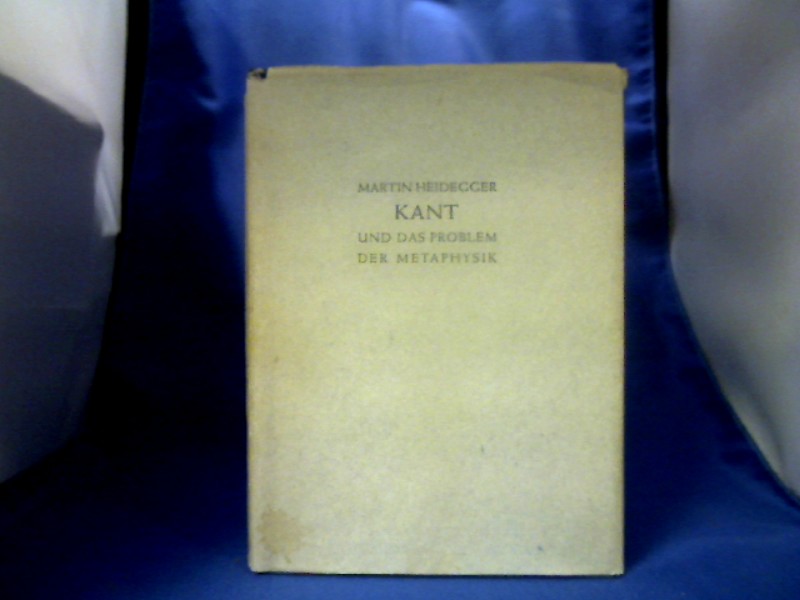 MARTIN HEIDEGGER
KANT
UND DAS PROBLEM
DER METAPHYSIK